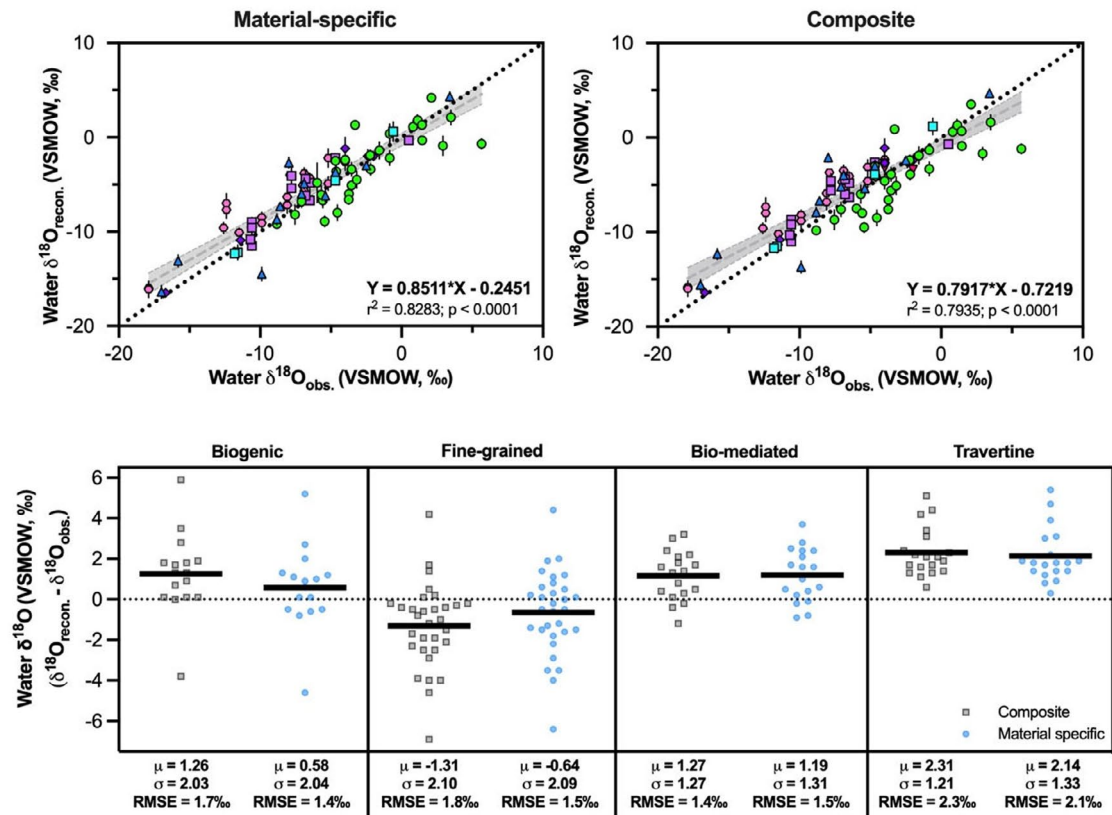 Material-specific
Composite
10
0
-10
-20
-20
-10
0
10
Water δ18Orecon. (VSMOW, ‰)
Y = 0.8511*X - 0.2451
r² = 0.8283; p < 0.0001
Water δ18Oobs. (VSMOW, ‰)
10
0
-10
-20
-20
-10
0
10
Water δ18Orecon. (VSMOW, ‰)
Y = 0.7917*X - 0.7219
r² = 0.7935; p < 0.0001
Water δ18Oobs. (VSMOW, ‰)
Biogenic
Fine-grained
Bio-mediated
Travertine
Water δ18O (VSMOW, ‰)
(δ18Orecon. - δ18Oobs.)
6
4
2
0
-2
-4
-6
Composite
Material specific
μ = 1.26
σ = 2.03
RMSE = 1.7‰
μ = 0.58
σ = 2.04
RMSE = 1.4‰
μ = -1.31
σ = 2.10
RMSE = 1.8‰
μ = -0.64
σ = 2.09
RMSE = 1.5‰
μ = 1.27
σ = 1.27
RMSE = 1.4‰
μ = 1.19
σ = 1.31
RMSE = 1.5‰
μ = 2.31
σ = 1.21
RMSE = 2.3‰
μ = 2.14
σ = 1.33
RMSE = 2.1‰